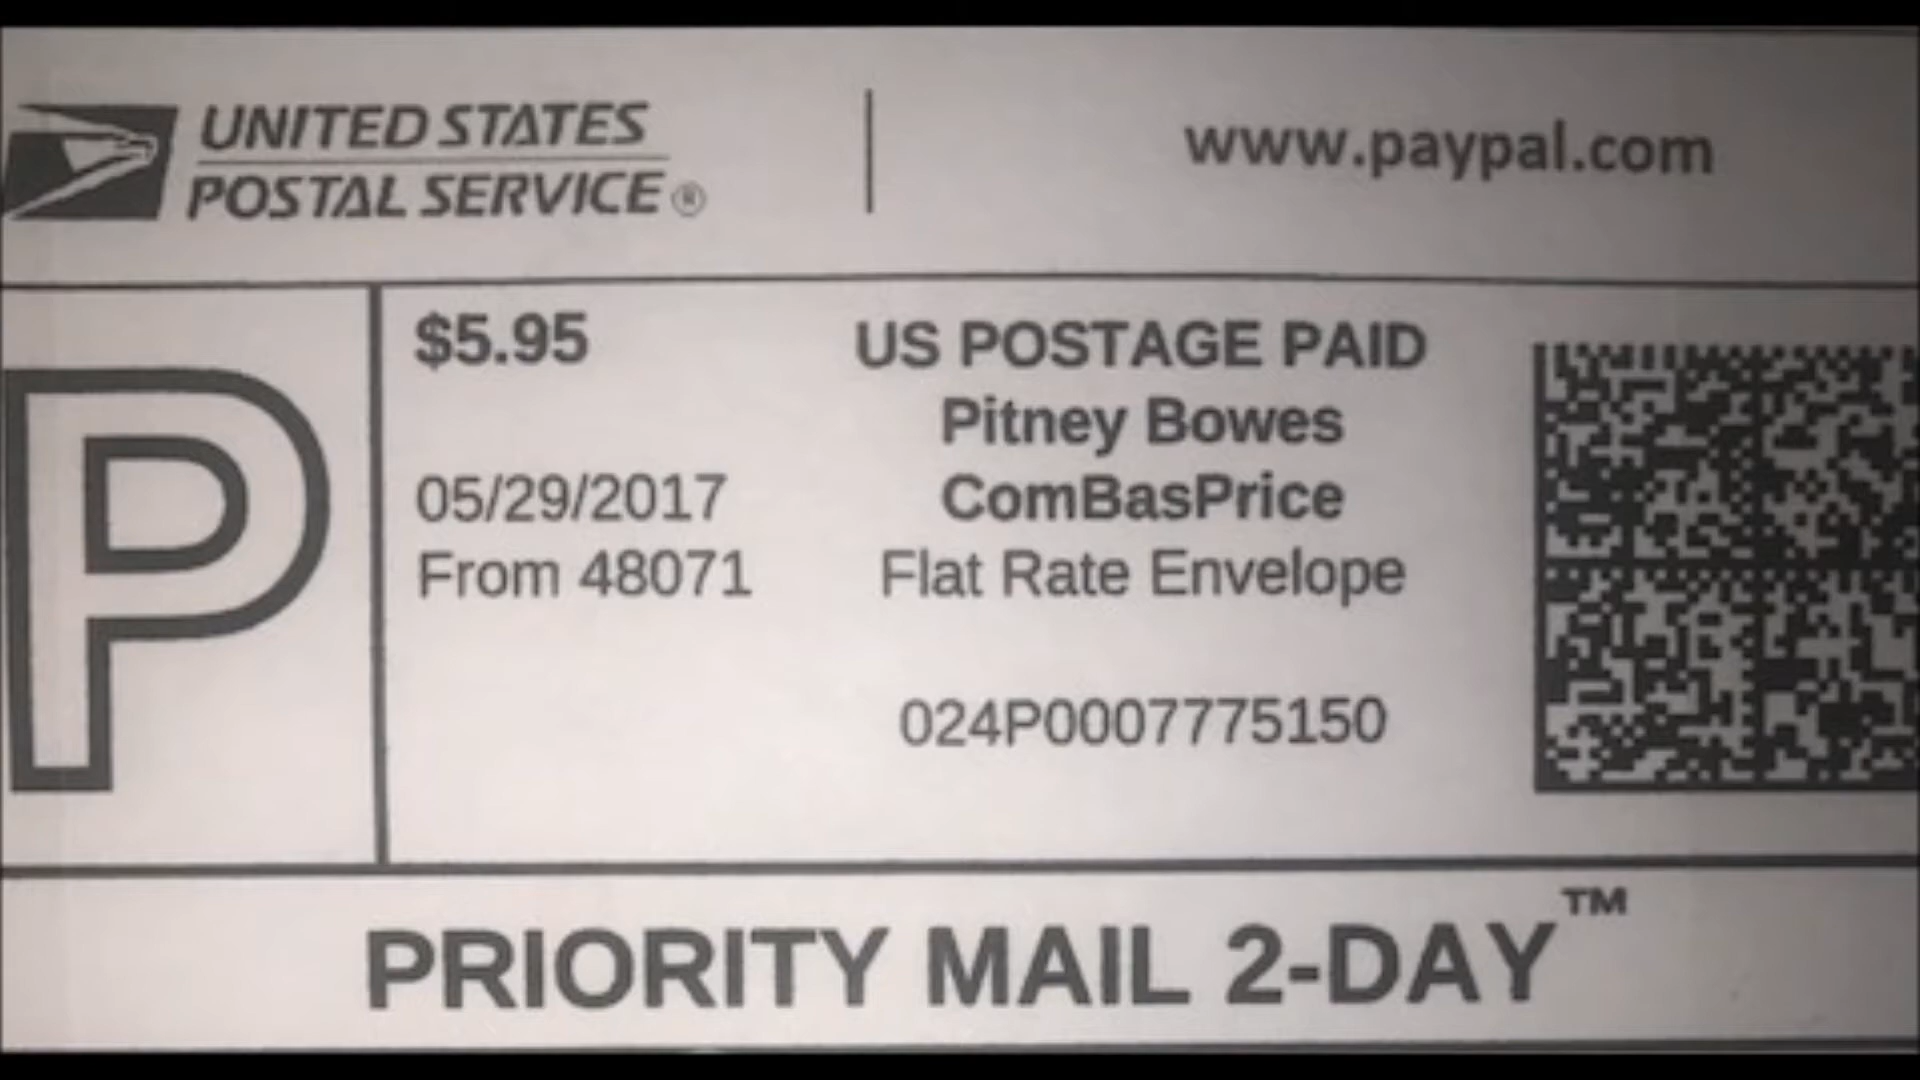 UNITED STATES
POSTAL SERVICE®
www.paypal.com
P
$5.95
05/29/2017
From 48071
US POSTAGE PAID
Pitney Bowes
ComBasPrice
Flat Rate Envelope
024P0007775150
PRIORITY MAIL 2-DAY™